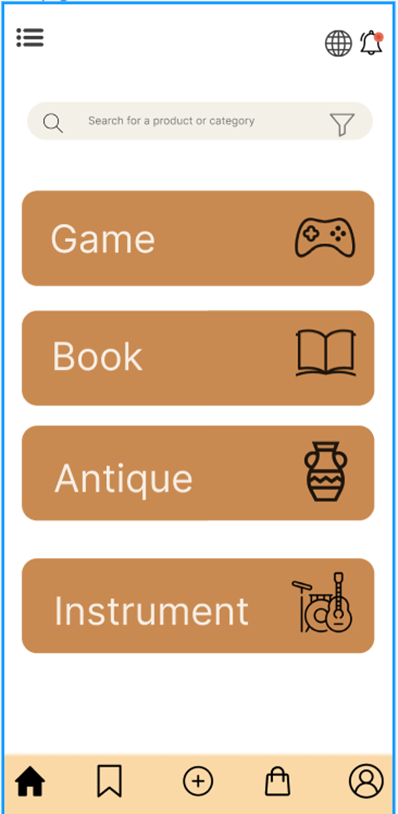 Search for a product or category
Game
Book
Antique
Instrument